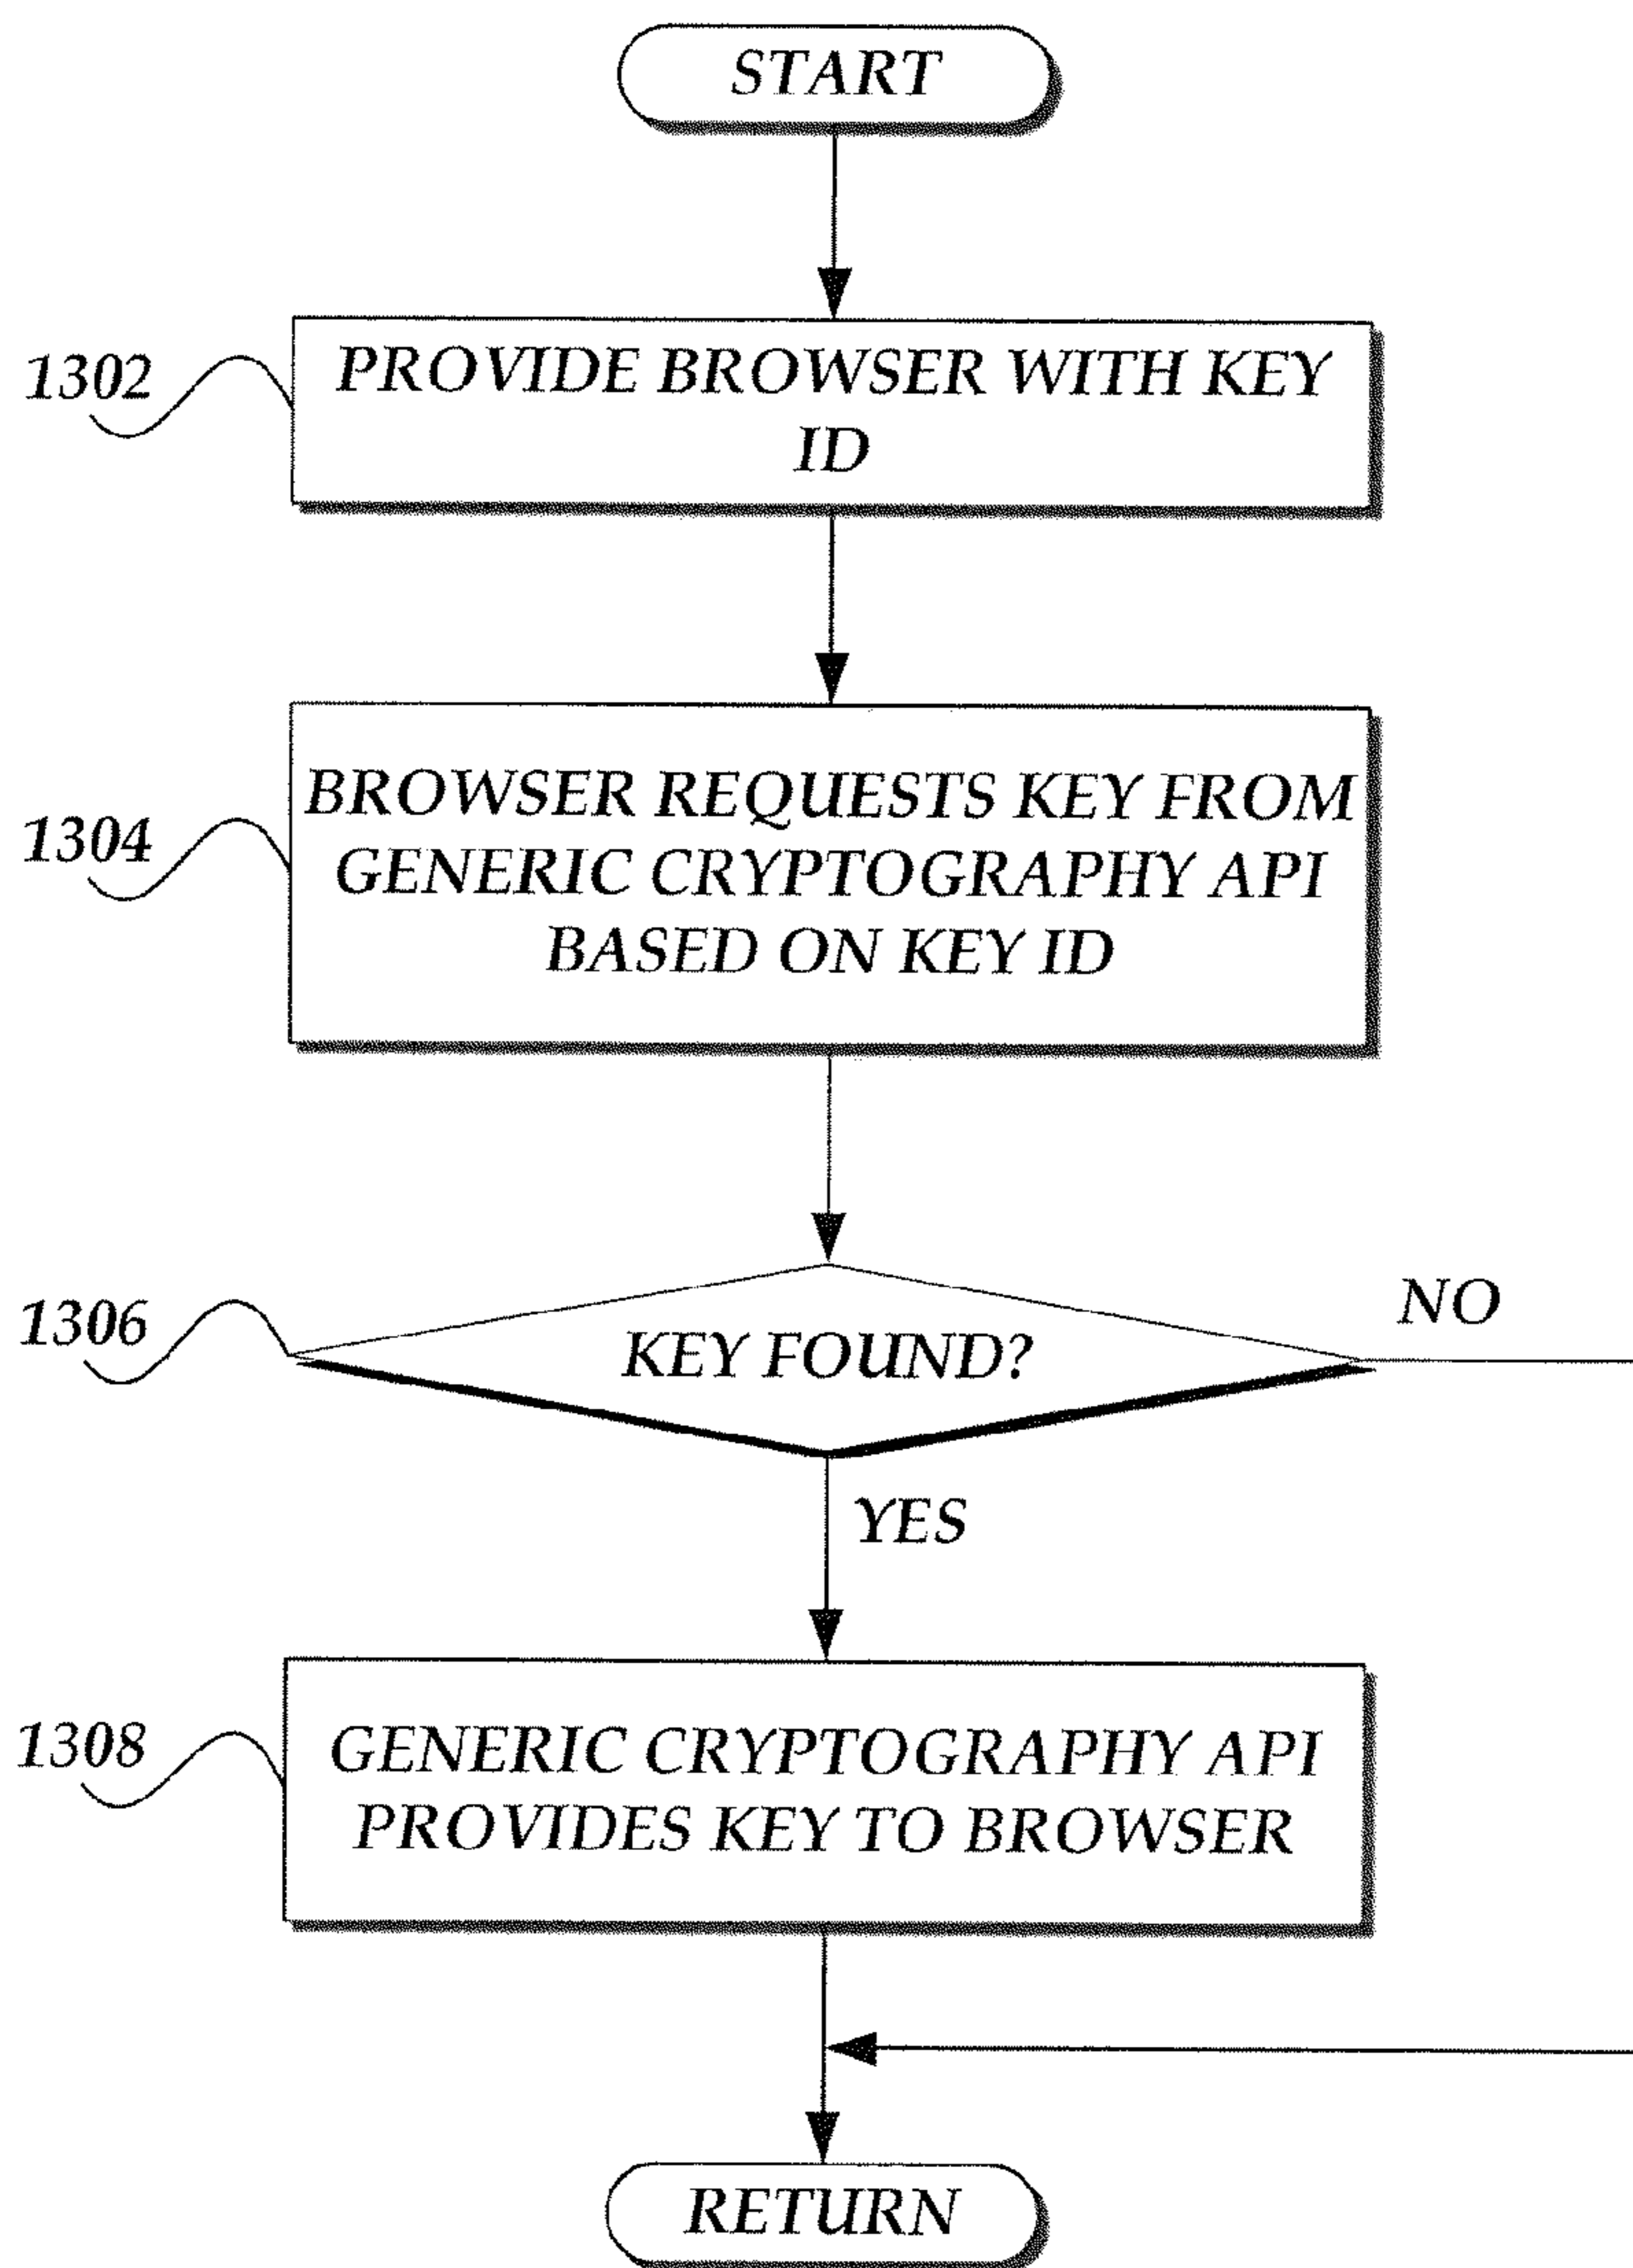 START
1302
PROVIDE BROWSER WITH KEY
ID
1304
BROWSER REQUESTS KEY FROM
GENERIC CRYPTOGRAPHY API
BASED ON KEY ID
1306
KEY FOUND?
NO
YES
1308
GENERIC CRYPTOGRAPHY API
PROVIDES KEY TO BROWSER
RETURN